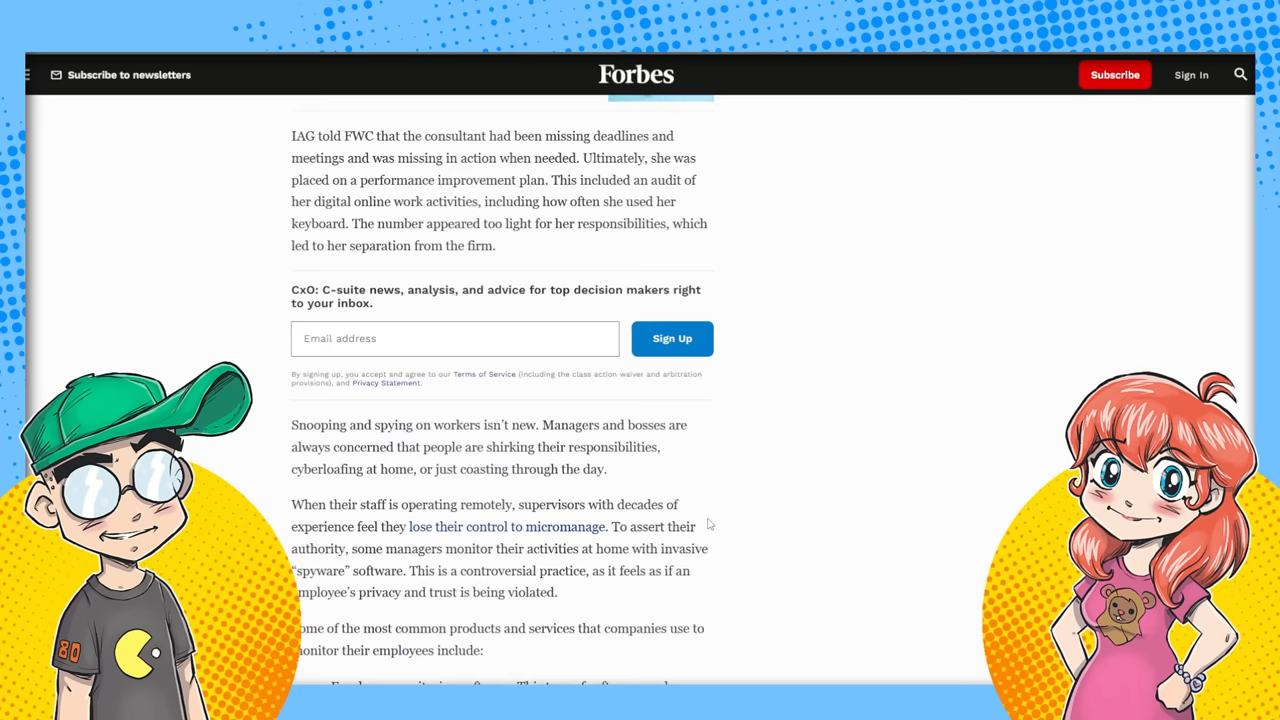 Subscribe to newsletters
Forbes
Subscribe
Sign In
IAG told FWC that the consultant had been missing deadlines and
meetings and was missing in action when needed. Ultimately, she was
placed on a performance improvement plan. This included an audit of
her digital online work activities, including how often she used her
keyboard. The number appeared too light for her responsibilities, which
led to her separation from the firm.
CxO: C-suite news, analysis, and advice for top decision makers right
to your inbox.
Email address
Sign Up
By signing up, you accept and agree to our Terms of Service (including the class action waiver and arbitration
provisions), and Privacy Statement.
Snooping and spying on workers isn’t new. Managers and bosses are
always concerned that people are shirking their responsibilities,
cyberloafing at home, or just coasting through the day.
When their staff is operating remotely, supervisors with decades of
experience feel they lose their control to micromanage. To assert their
authority, some managers monitor their activities at home with invasive
“spyware” software. This is a controversial practice, as it feels as if an
mployee’s privacy and trust is being violated.
ome of the most common products and services that companies use to
onitor their employees include:
80